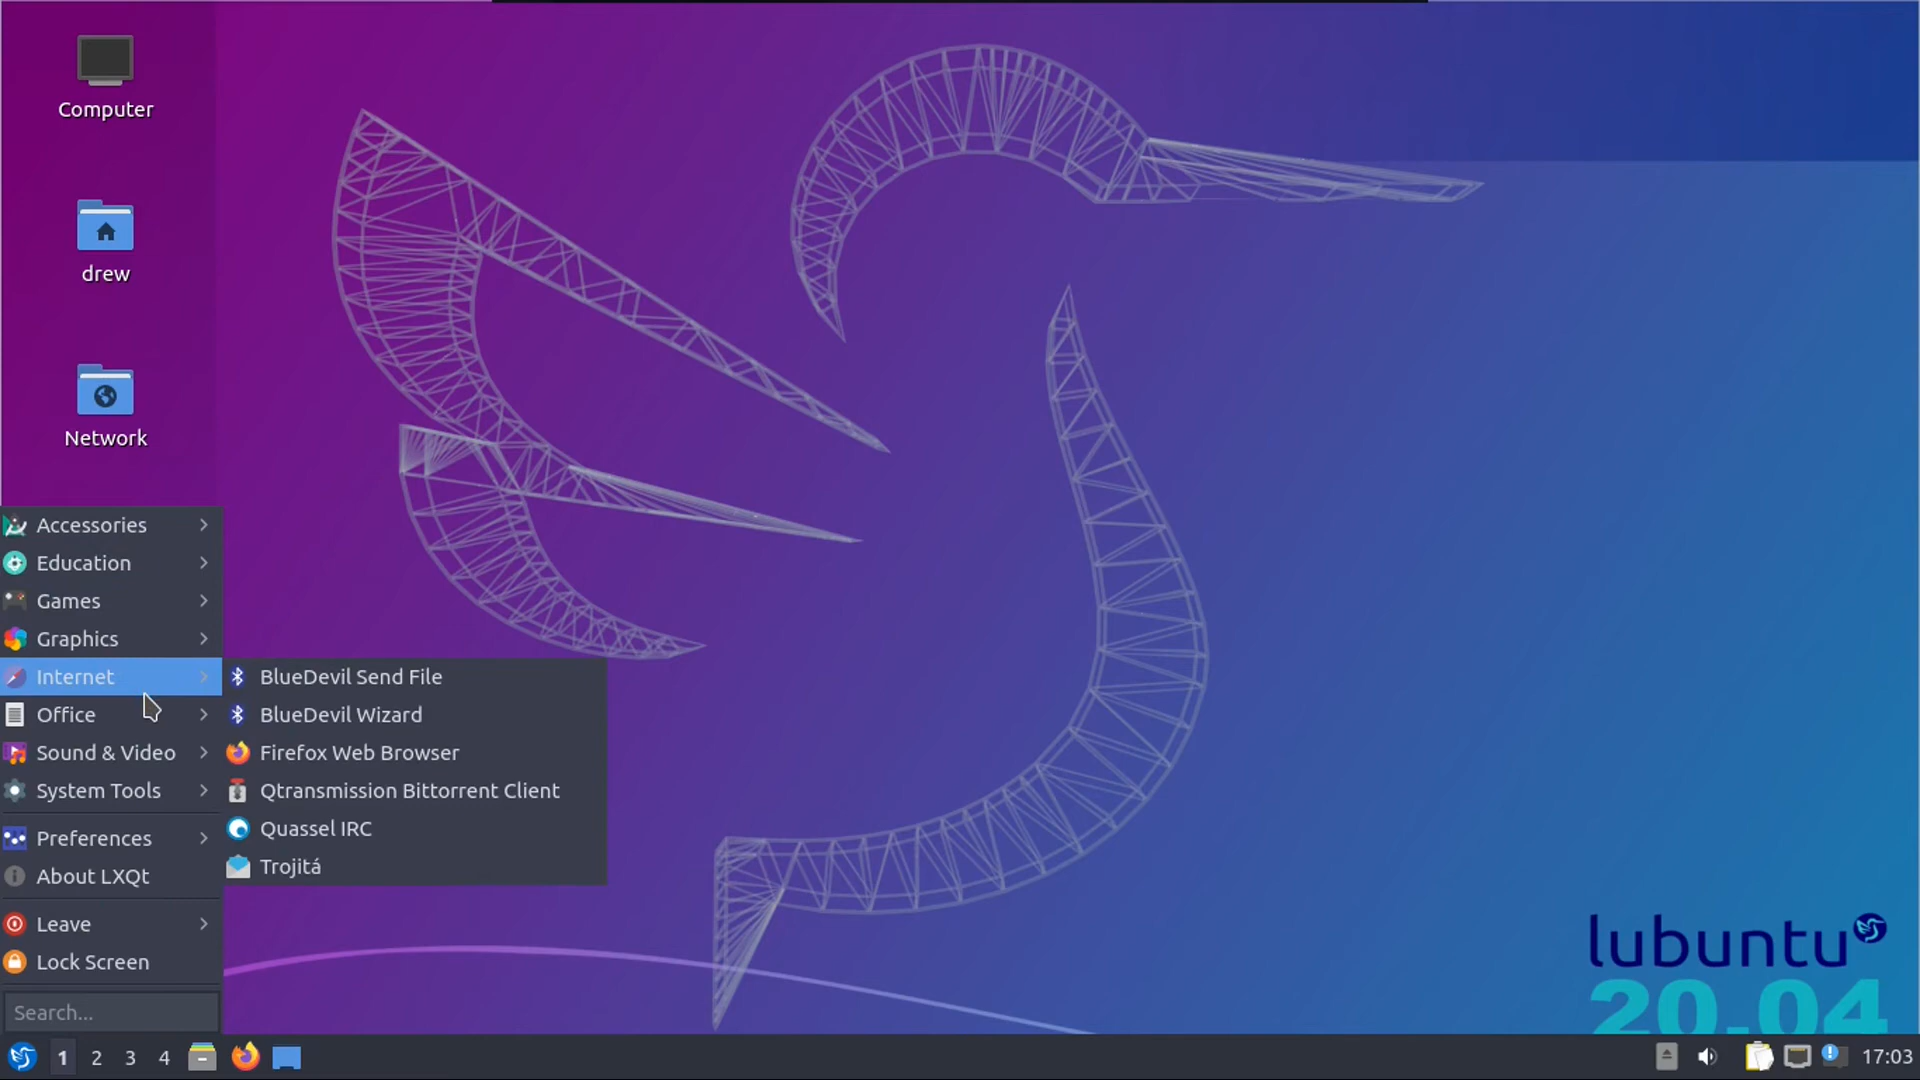 Computer
drew
Network
Accessories
Education
Games
Graphics
Internet
Office
Sound & Video
System Tools
Preferences
About LXQt
Leave
Lock Screen
Search...
BlueDevil Send File
BlueDevil Wizard
Firefox Web Browser
Qtransmission Bittorrent Client
Quassel IRC
Trojitá
lubuntu
20.04
1 2 3 4
17:03